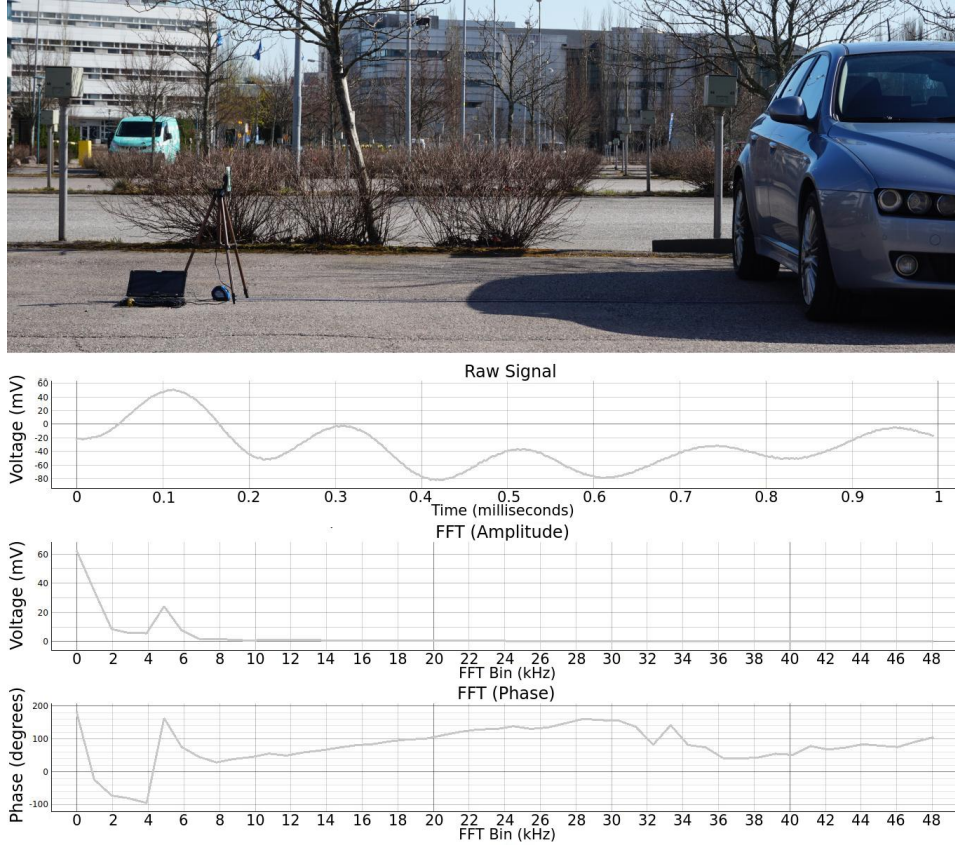 Raw Signal
Voltage (mV)
60
40
20
0
-20
-40
-60
-80
0 0.1 0.2 0.3 0.4 0.5 0.6 0.7 0.8 0.9 1
Time (milliseconds)
FFT (Amplitude)
Voltage (mV)
60
40
20
0
0 2 4 6 8 10 12 14 16 18 20 22 24 26 28 30 32 34 36 38 40 42 44 46 48
FFT Bin (kHz)
FFT (Phase)
Phase (degrees)
200
100
0
-100
0 2 4 6 8 10 12 14 16 18 20 22 24 26 28 30 32 34 36 38 40 42 44 46 48
FFT Bin (kHz)